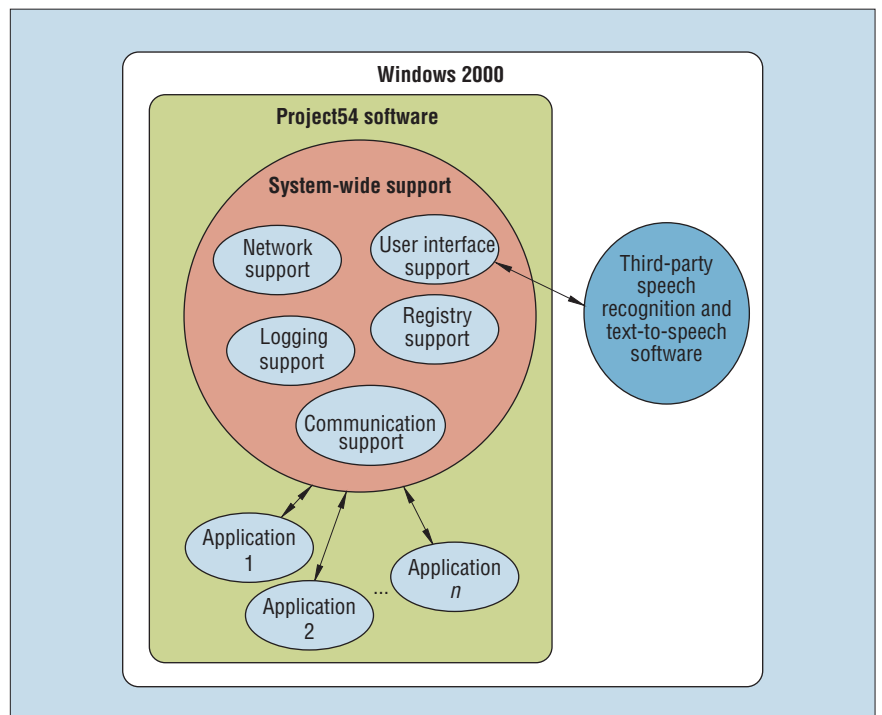 Windows 2000
Project54 software
System-wide support
Network
support
User interface
support
Logging
support
Registry
support
Communication
support
Third-party
speech
recognition and
text-to-speech
software
Application
1
Application
2
...
Application
n